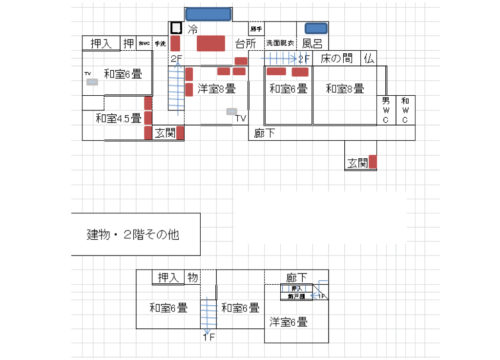 冷
勝手
押入
押
洋WC
手洗
台所
洗面脱衣
風呂
2F
2F
床の間
仏
TV
和室6畳
洋室8畳
和室6畳
和室8畳
TV
和室4.5畳
男WC
和WC
玄関
廊下
玄関
建物・２階その他
押入
物
廊下
押入
1F
和室6畳
和室6畳
洋室6畳
1F